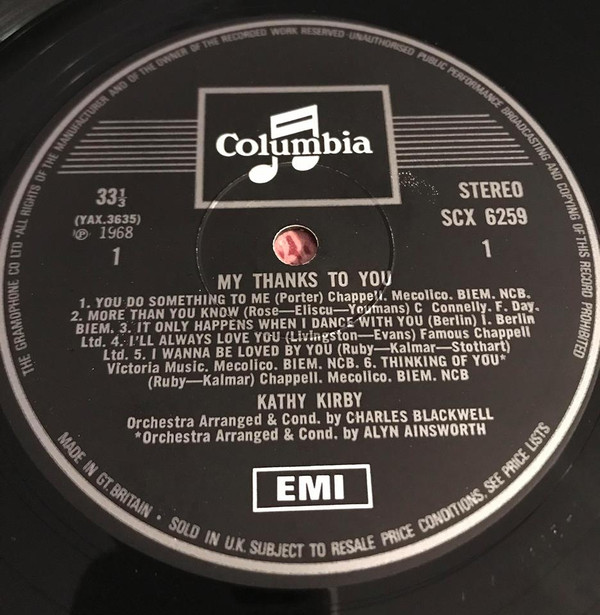 THE GRAMOPHONE CO LTD · ALL RIGHTS OF THE MANUFACTURER AND OF THE OWNER OF THE RECORDED WORK RESERVED · UNAUTHORISED PUBLIC PERFORMANCE BROADCASTING AND COPYING OF THIS RECORD PROHIBITED
Columbia
33⅓
(YAX.3635)
℗ 1968
1
STEREO
SCX 6259
1
MY THANKS TO YOU
1. YOU DO SOMETHING TO ME (Porter) Chappell. Mecolico. BIEM. NCB.
2. MORE THAN YOU KNOW (Rose—Eliscu—Youmans) C Connelly. F. Day.
BIEM. 3. IT ONLY HAPPENS WHEN I DANCE WITH YOU (Berlin) I. Berlin
Ltd. 4. I'LL ALWAYS LOVE YOU (Livingston—Evans) Famous Chappell
Ltd. 5. I WANNA BE LOVED BY YOU (Ruby—Kalmar—Stothart)
Victoria Music. Mecolico. BIEM. NCB. 6. THINKING OF YOU*
(Ruby—Kalmar) Chappell. Mecolico. BIEM. NCB
KATHY KIRBY
Orchestra Arranged & Cond. by CHARLES BLACKWELL
*Orchestra Arranged & Cond. by ALYN AINSWORTH
EMI
MADE IN GT. BRITAIN • SOLD IN U.K. SUBJECT TO RESALE PRICE CONDITIONS, SEE PRICE LISTS